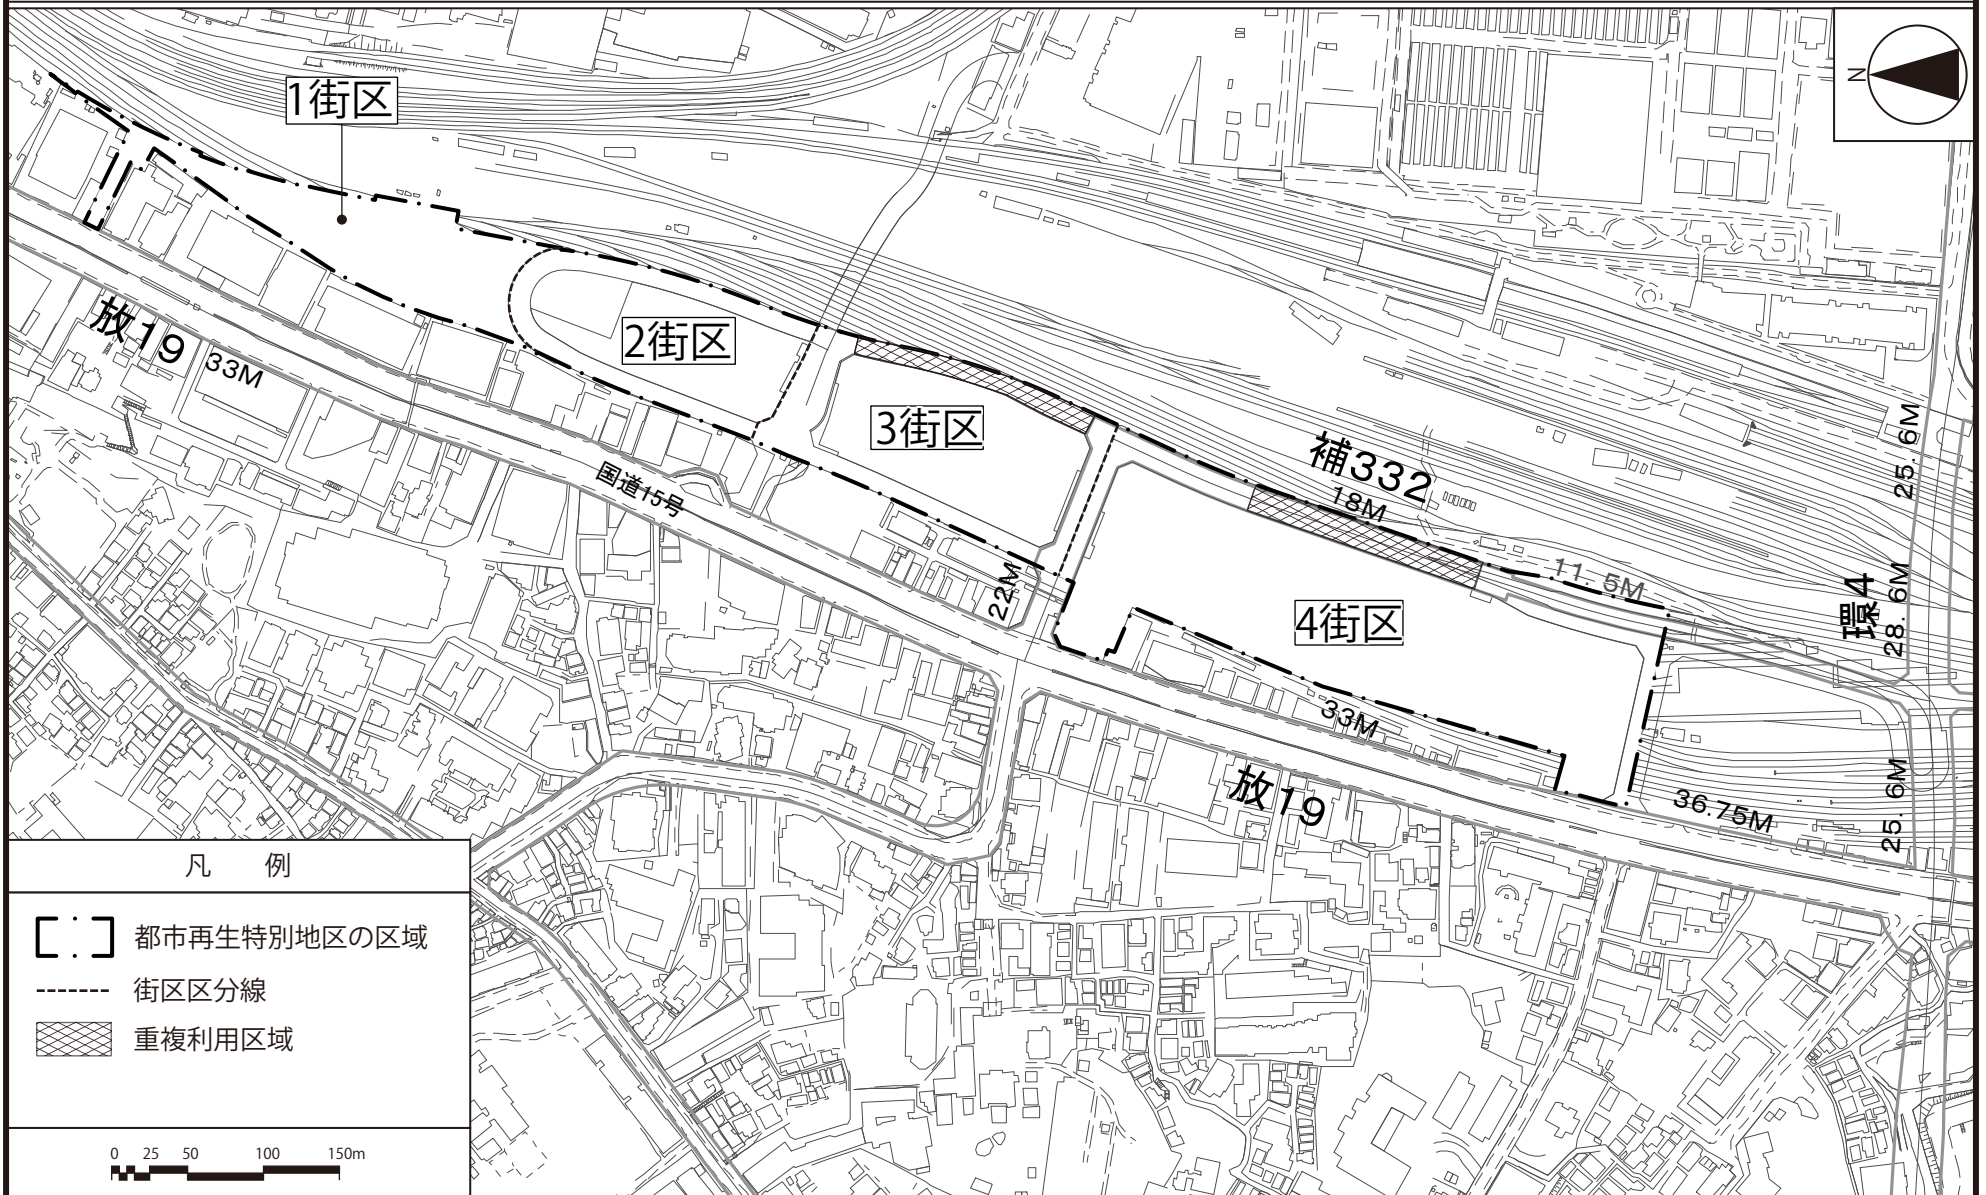 N
1街区
2街区
3街区
4街区
放19
33M
国道15号
22M
補332
18M
11.5M
33M
放19
36.75M
環4
25.6M
28.6M
25.6M
凡 例
都市再生特別地区の区域
街区区分線
重複利用区域
0 25 50 100 150m